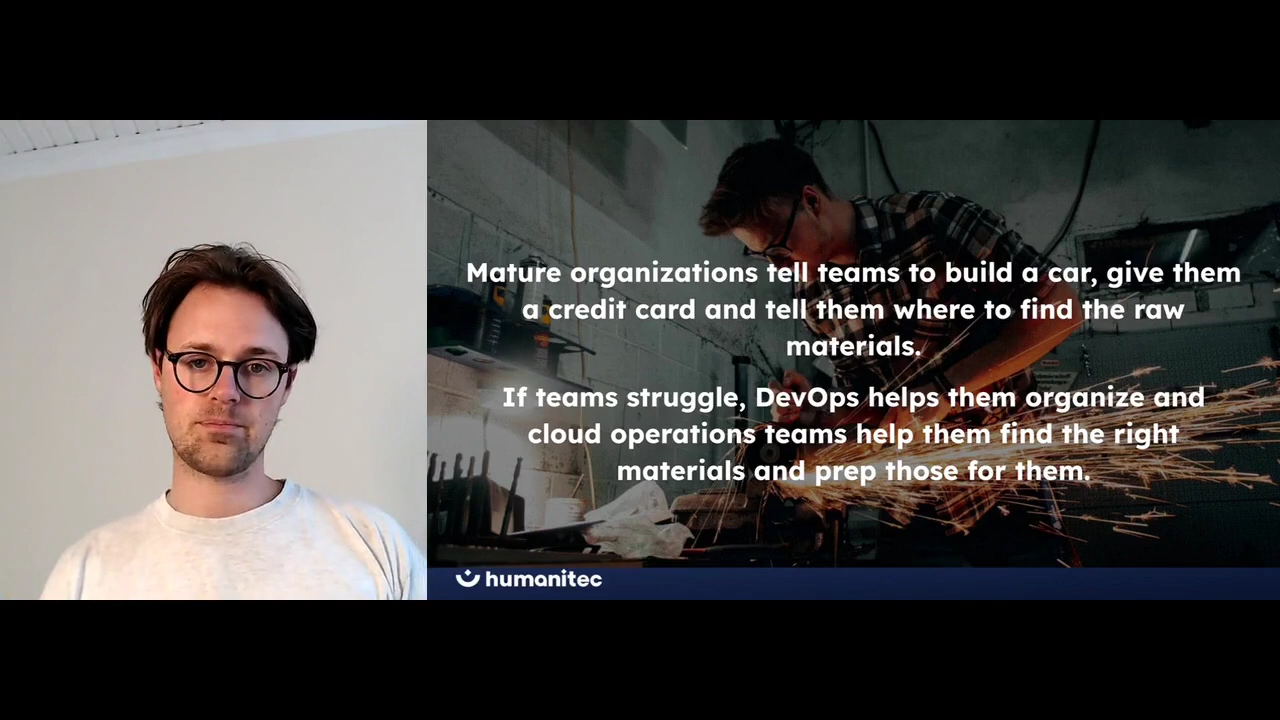 Mature organizations tell teams to build a car, give them
a credit card and tell them where to find the raw
materials.
If teams struggle, DevOps helps them organize and
cloud operations teams help them find the right
materials and prep those for them.
humanitec